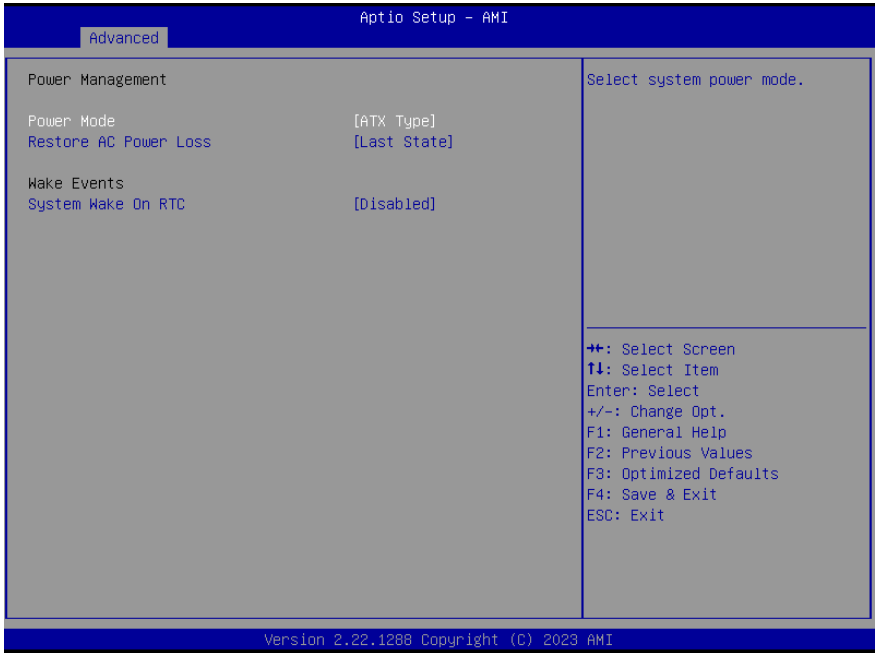 Aptio Setup – AMI
Advanced
Power Management
Power Mode [ATX Type]
Restore AC Power Loss [Last State]
Wake Events
System Wake On RTC [Disabled]
Select system power mode.
→←: Select Screen
↑↓: Select Item
Enter: Select
+/-: Change Opt.
F1: General Help
F2: Previous Values
F3: Optimized Defaults
F4: Save & Exit
ESC: Exit
Version 2.22.1288 Copyright (C) 2023 AMI